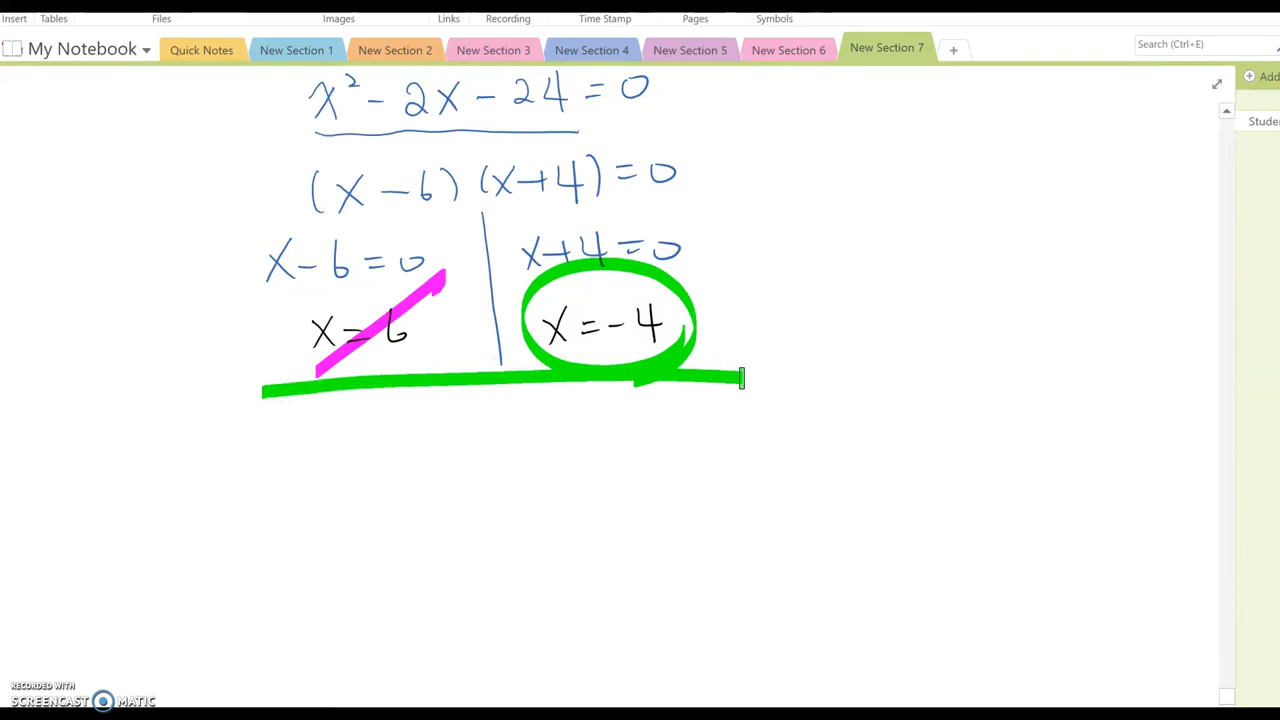 Insert Tables Files Images Links Recording Time Stamp Pages Symbols
My Notebook Quick Notes New Section 1 New Section 2 New Section 3 New Section 4 New Section 5 New Section 6 New Section 7 + Search (Ctrl+E)
Add
Studen
x² - 2x - 24 = 0
(x - 6) (x + 4) = 0
x - 6 = 0 x + 4 = 0
x = 6 x = -4
RECORDED WITH
SCREENCAST MATIC